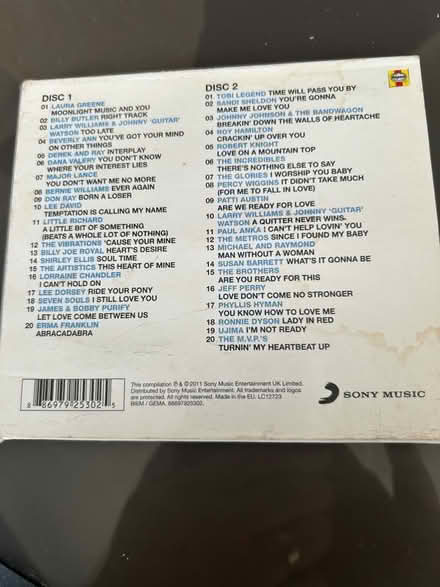 DISC 1
01 LAURA GREENE
MOONLIGHT MUSIC AND YOU
02 BILLY BUTLER RIGHT TRACK
03 LARRY WILLIAMS & JOHNNY 'GUITAR'
WATSON TOO LATE
04 BEVERLY ANN YOU'VE GOT YOUR MIND
ON OTHER THINGS
05 DEREK AND RAY INTERPLAY
06 DANA VALERY YOU DON'T KNOW
WHERE YOUR INTEREST LIES
07 MAJOR LANCE
YOU DON'T WANT ME NO MORE
08 BERNIE WILLIAMS EVER AGAIN
09 DON RAY BORN A LOSER
10 LEE DAVID
TEMPTATION IS CALLING MY NAME
11 LITTLE RICHARD
A LITTLE BIT OF SOMETHING
(BEATS A WHOLE LOT OF NOTHING)
12 THE VIBRATIONS 'CAUSE YOUR MINE
13 BILLY JOE ROYAL HEART'S DESIRE
14 SHIRLEY ELLIS SOUL TIME
15 THE ARTISTICS THIS HEART OF MINE
16 LORRAINE CHANDLER
I CAN'T HOLD ON
17 LEE DORSEY RIDE YOUR PONY
18 SEVEN SOULS I STILL LOVE YOU
19 JAMES & BOBBY PURIFY
LET LOVE COME BETWEEN US
20 ERMA FRANKLIN
ABRACADABRA
DISC 2
01 TOBI LEGEND TIME WILL PASS YOU BY
02 SANDI SHELDON YOU'RE GONNA
MAKE ME LOVE YOU
03 JOHNNY JOHNSON & THE BANDWAGON
BREAKIN' DOWN THE WALLS OF HEARTACHE
04 ROY HAMILTON
CRACKIN' UP OVER YOU
05 ROBERT KNIGHT
LOVE ON A MOUNTAIN TOP
06 THE INCREDIBLES
THERE'S NOTHING ELSE TO SAY
07 THE GLORIES I WORSHIP YOU BABY
08 PERCY WIGGINS IT DIDN'T TAKE MUCH
(FOR ME TO FALL IN LOVE)
09 PATTI AUSTIN
ARE WE READY FOR LOVE
10 LARRY WILLIAMS & JOHNNY 'GUITAR'
WATSON A QUITTER NEVER WINS.
11 PAUL ANKA I CAN'T HELP LOVIN' YOU
12 THE METROS SINCE I FOUND MY BABY
13 MICHAEL AND RAYMOND
MAN WITHOUT A WOMAN
14 SUSAN BARRETT WHAT'S IT GONNA BE
15 THE BROTHERS
ARE YOU READY FOR THIS
16 JEFF PERRY
LOVE DON'T COME NO STRONGER
17 PHYLLIS HYMAN
YOU KNOW HOW TO LOVE ME
18 RONNIE DYSON LADY IN RED
19 UJIMA I'M NOT READY
20 THE M.V.P'S
TURNIN' MY HEARTBEAT UP
8 86979 25302 5
This compilation ℗ & © 2011 Sony Music Entertainment UK Limited.
Distributed by Sony Music Entertainment. All trademarks and logos
are protected. All rights reserved. Made in the EU. LC12723
BIEM / GEMA. 88697925302.
SONY MUSIC